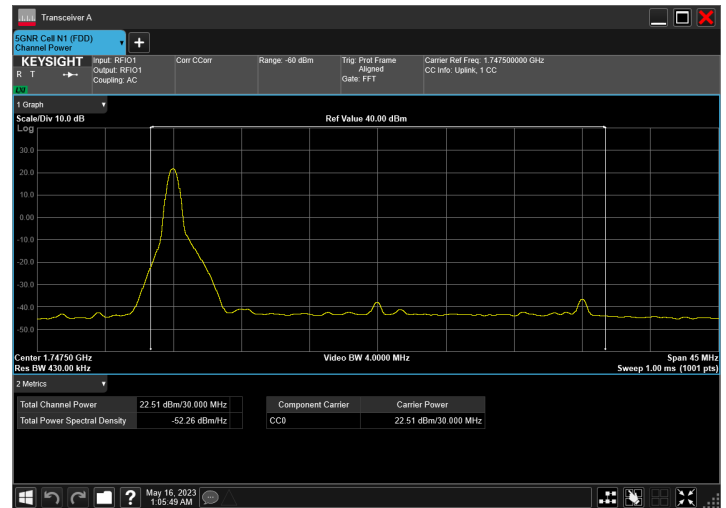 Transceiver A
5GNR Cell N1 (FDD)
Channel Power
KEYSIGHT
R T
LXI
Input: RFIO1
Output: RFIO1
Coupling: AC
Corr CCorr
Range: -60 dBm
Trig: Prot Frame
Aligned
Gate: FFT
Carrier Ref Freq: 1.747500000 GHz
CC Info: Uplink, 1 CC
1 Graph
Scale/Div 10.0 dB
Ref Value 40.00 dBm
Log
30.0
20.0
10.0
0.00
-10.0
-20.0
-30.0
-40.0
-50.0
Center 1.74750 GHz
Video BW 4.0000 MHz
Span 45 MHz
Res BW 430.00 kHz
Sweep 1.00 ms (1001 pts)
2 Metrics
Total Channel Power 22.51 dBm/30.000 MHz
Total Power Spectral Density -52.26 dBm/Hz
Component Carrier Carrier Power
CC0 22.51 dBm/30.000 MHz
?
May 16, 2023
1:05:49 AM